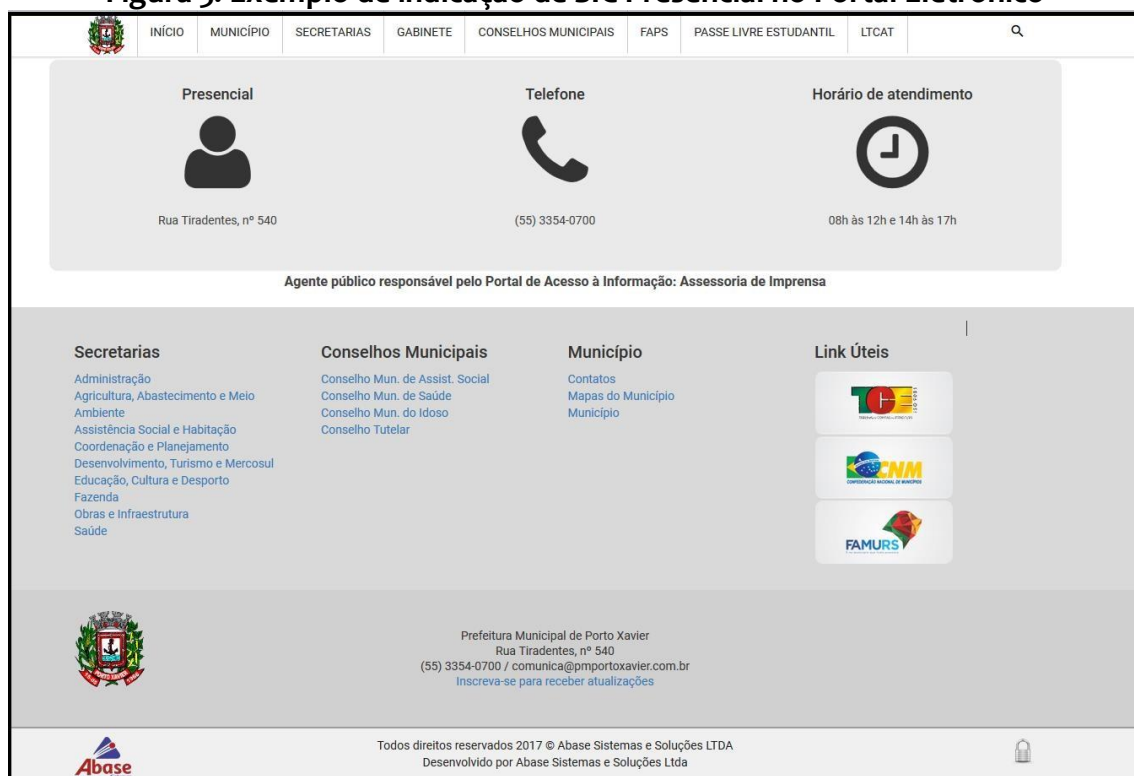 Figura 5. Exemplo de indicação de SIC Presencial no Portal Eletrônico
INÍCIO MUNICÍPIO SECRETARIAS GABINETE CONSELHOS MUNICIPAIS FAPS PASSE LIVRE ESTUDANTIL LTCAT
Presencial
Rua Tiradentes, nº 540
Telefone
(55) 3354-0700
Horário de atendimento
08h às 12h e 14h às 17h
Agente público responsável pelo Portal de Acesso à Informação: Assessoria de Imprensa
Secretarias
Administração
Agricultura, Abastecimento e Meio
Ambiente
Assistência Social e Habitação
Coordenação e Planejamento
Desenvolvimento, Turismo e Mercosul
Educação, Cultura e Desporto
Fazenda
Obras e Infraestrutura
Saúde
Conselhos Municipais
Conselho Mun. de Assist. Social
Conselho Mun. de Saúde
Conselho Mun. do Idoso
Conselho Tutelar
Município
Contatos
Mapas do Município
Município
Link Úteis
TCE
CNM
CONFEDERAÇÃO NACIONAL DE MUNICÍPIOS
FAMURS
PORTO XAVIER
Prefeitura Municipal de Porto Xavier
Rua Tiradentes, nº 540
(55) 3354-0700 / comunica@pmportoxavier.com.br
Inscreva-se para receber atualizações
Abase
Todos direitos reservados 2017 © Abase Sistemas e Soluções LTDA
Desenvolvido por Abase Sistemas e Soluções Ltda